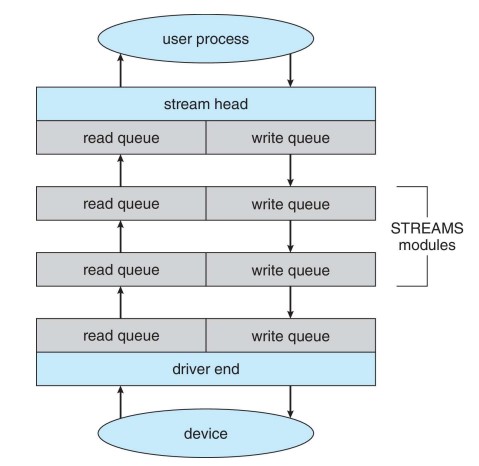 user process
stream head
read queue write queue
read queue write queue
STREAMS
modules
read queue write queue
read queue write queue
driver end
device